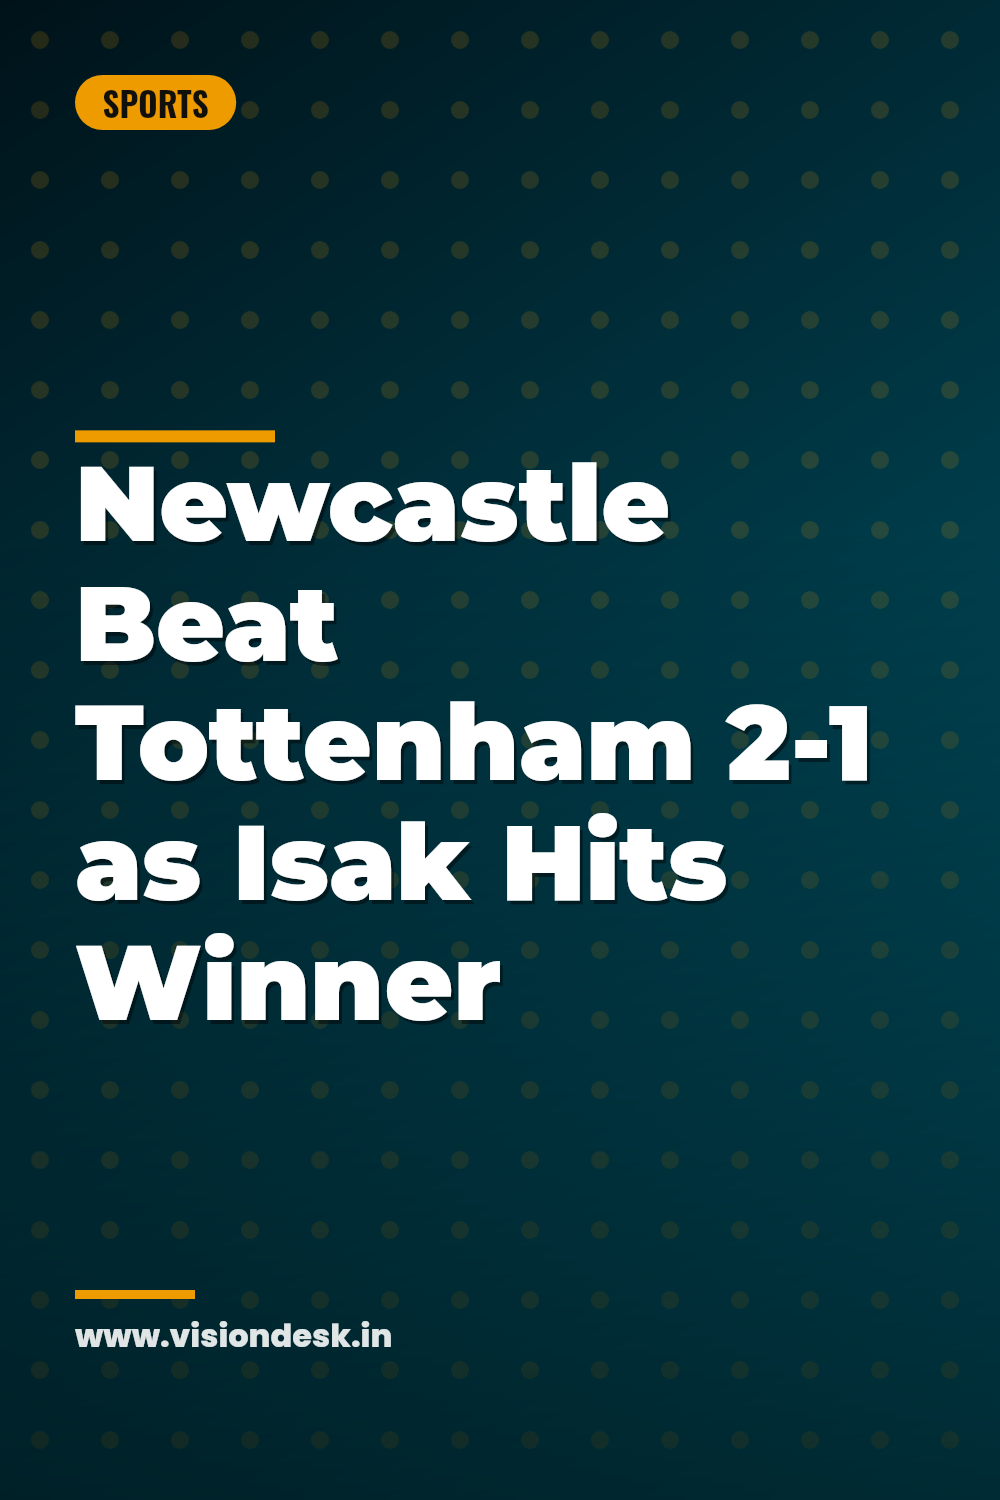 SPORTS
Newcastle
Beat
Tottenham 2-1
as Isak Hits
Winner
www.visiondesk.in